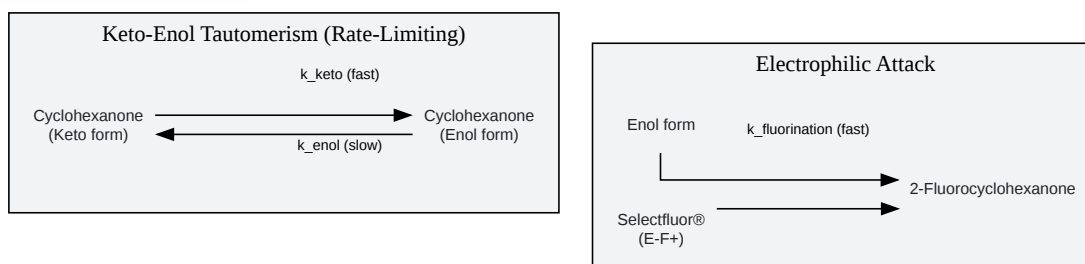 Keto-Enol Tautomerism (Rate-Limiting)
k_keto (fast)
Cyclohexanone
(Keto form)
Cyclohexanone
(Enol form)
k_enol (slow)
Electrophilic Attack
Enol form
k_fluorination (fast)
2-Fluorocyclohexanone
Selectfluor®
(E-F+)